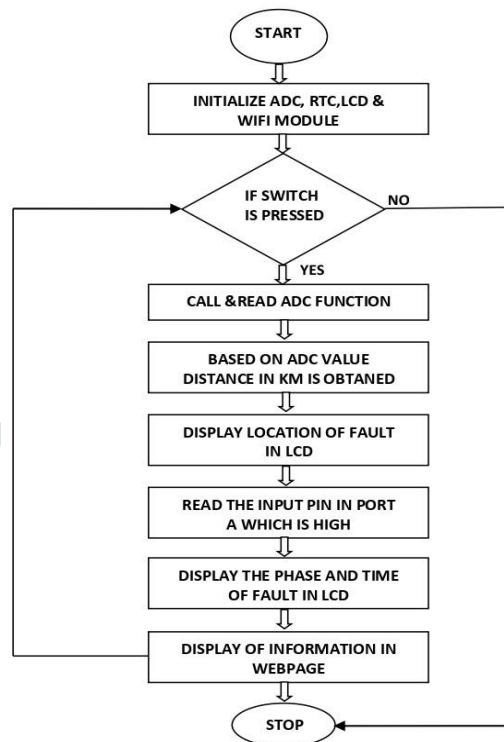 START
INITIALIZE ADC, RTC,LCD &
WIFI MODULE
IF SWITCH
IS PRESSED
NO
YES
CALL &READ ADC FUNCTION
BASED ON ADC VALUE
DISTANCE IN KM IS OBTANED
DISPLAY LOCATION OF FAULT
IN LCD
READ THE INPUT PIN IN PORT
A WHICH IS HIGH
DISPLAY THE PHASE AND TIME
OF FAULT IN LCD
DISPLAY OF INFORMATION IN
WEBPAGE
STOP